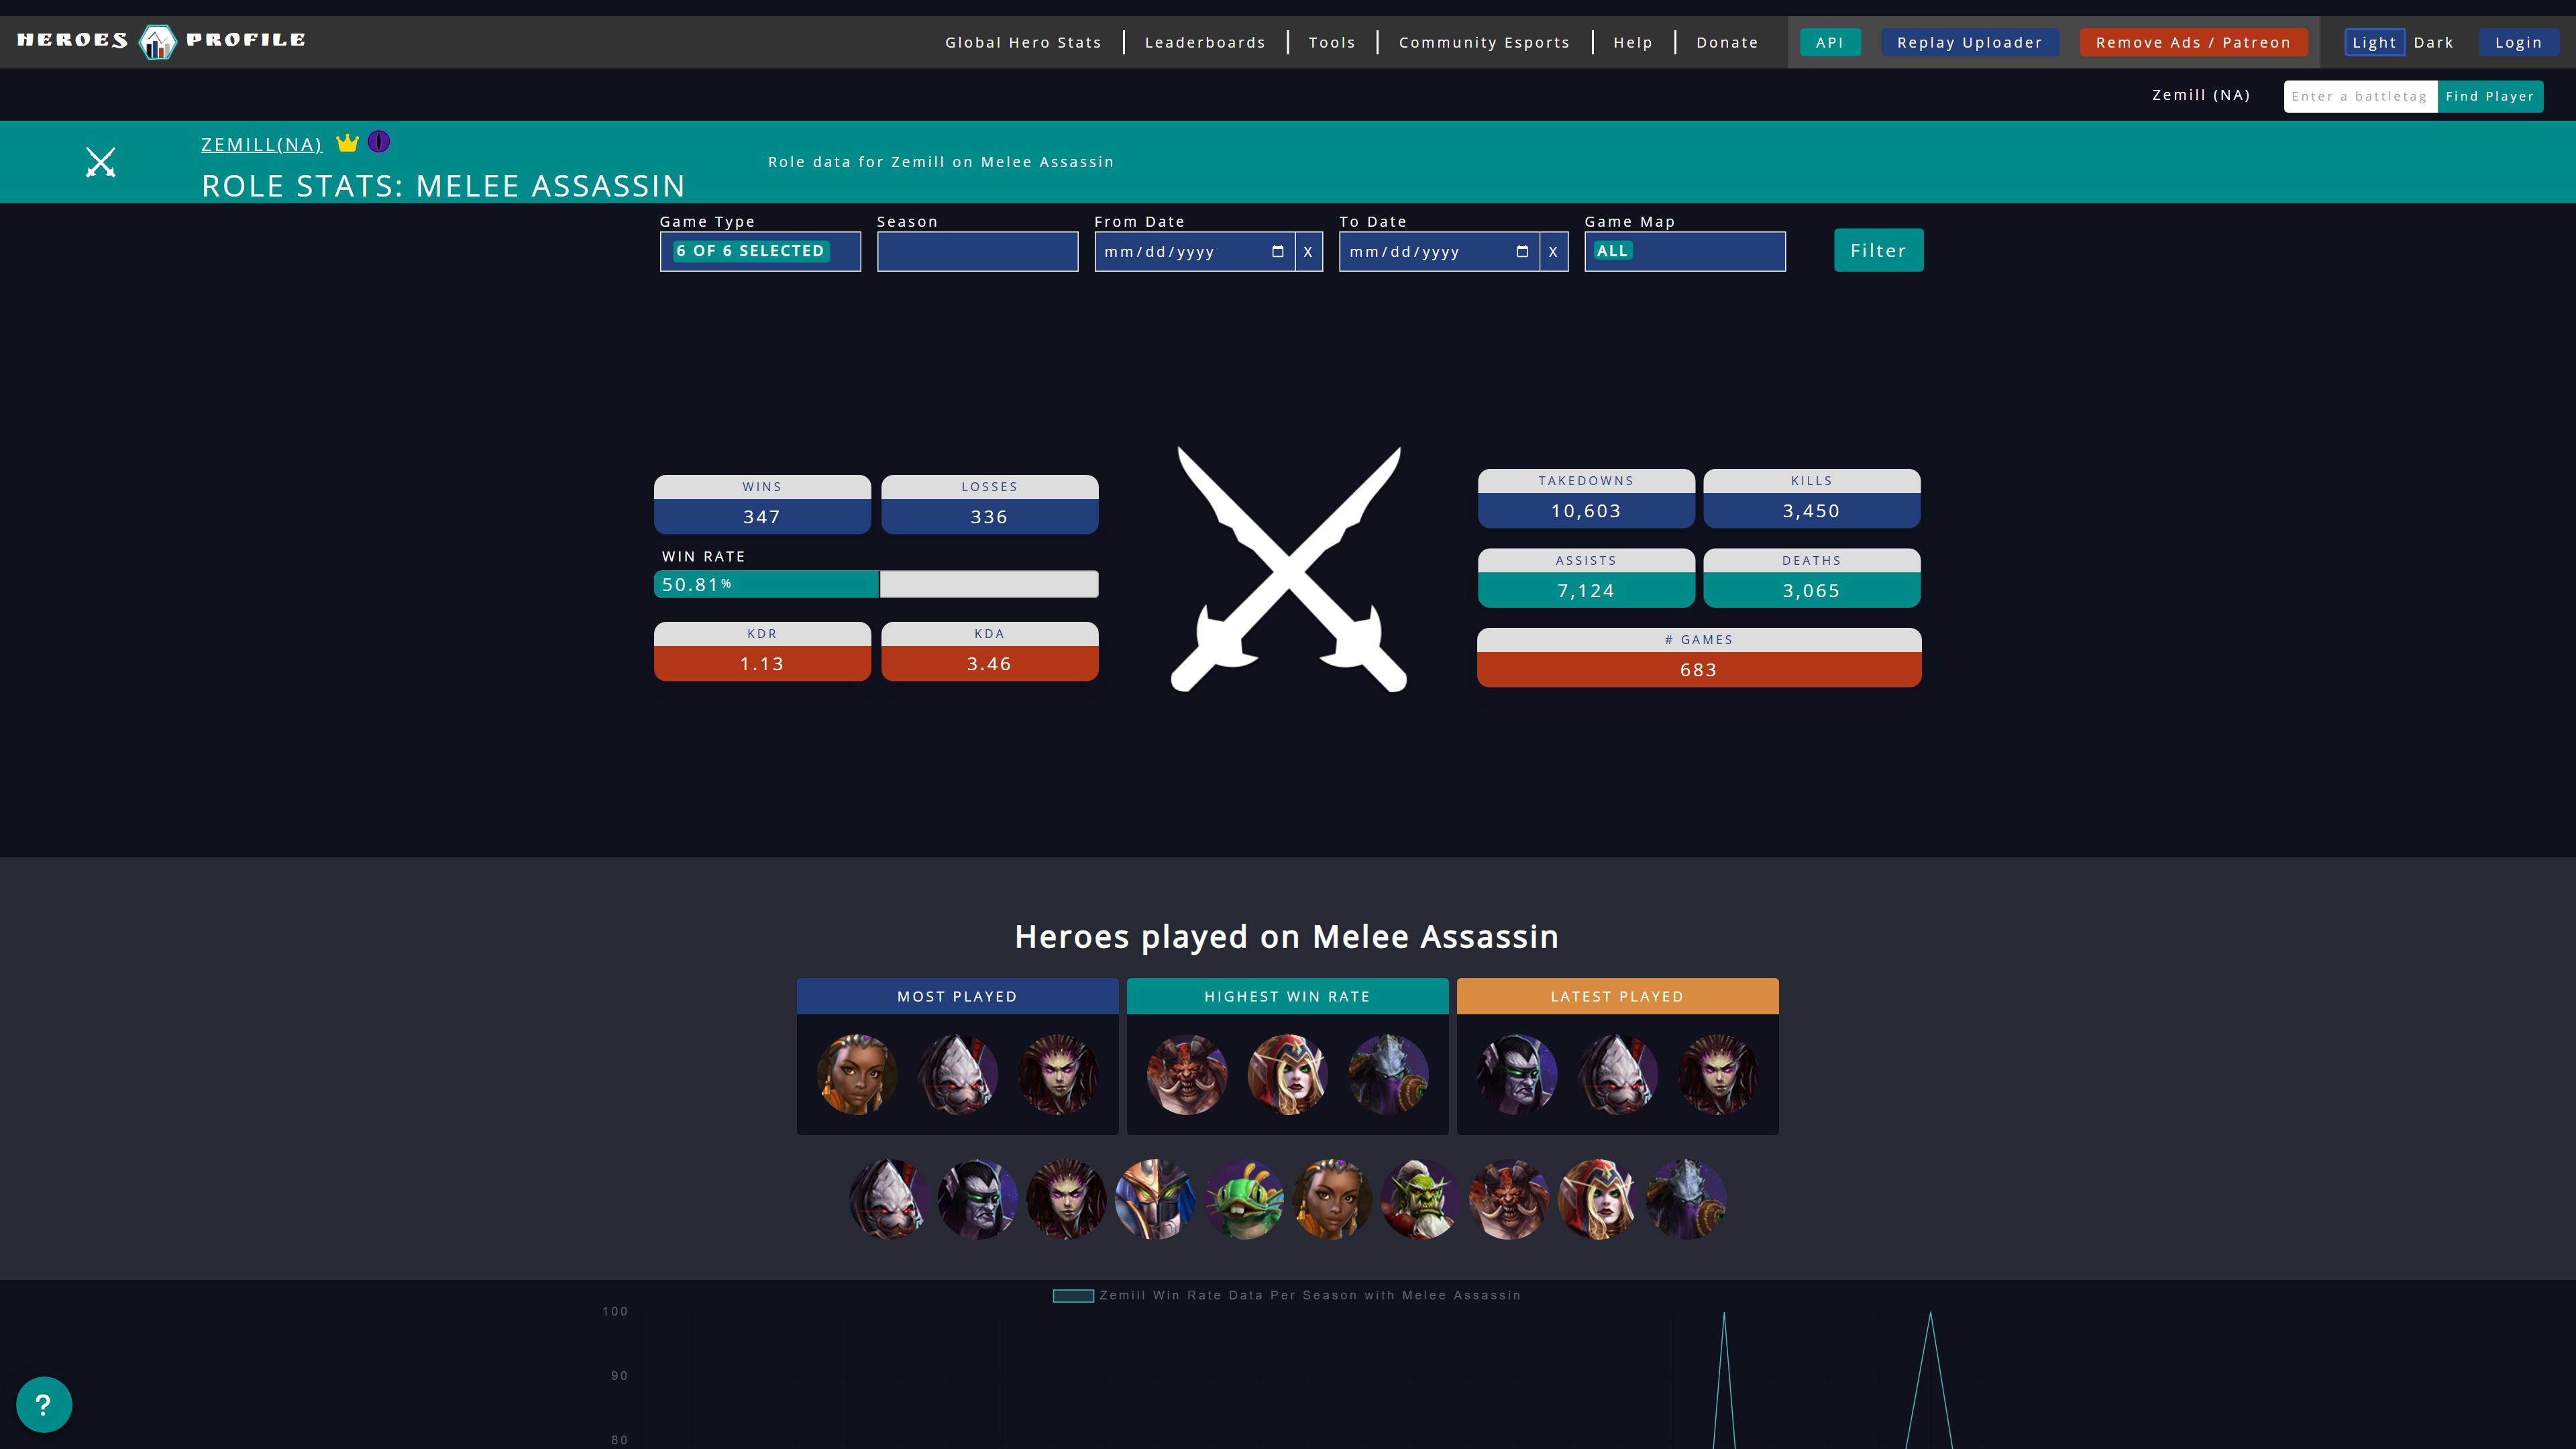 HEROES PROFILE
Global Hero Stats
Leaderboards
Tools
Community Esports
Help
Donate
API
Replay Uploader
Remove Ads / Patreon
Light
Dark
Login
Zemill (NA)
Enter a battletag
Find Player
ZEMILL(NA)
ROLE STATS: MELEE ASSASSIN
Role data for Zemill on Melee Assassin
Game Type
Season
From Date
To Date
Game Map
6 OF 6 SELECTED
mm/dd/yyyy
X
mm/dd/yyyy
X
ALL
Filter
WINS
347
LOSSES
336
WIN RATE
50.81%
KDR
1.13
KDA
3.46
TAKEDOWNS
10,603
KILLS
3,450
ASSISTS
7,124
DEATHS
3,065
# GAMES
683
Heroes played on Melee Assassin
MOST PLAYED
HIGHEST WIN RATE
LATEST PLAYED
Zemill Win Rate Data Per Season with Melee Assassin
100
90
80
?